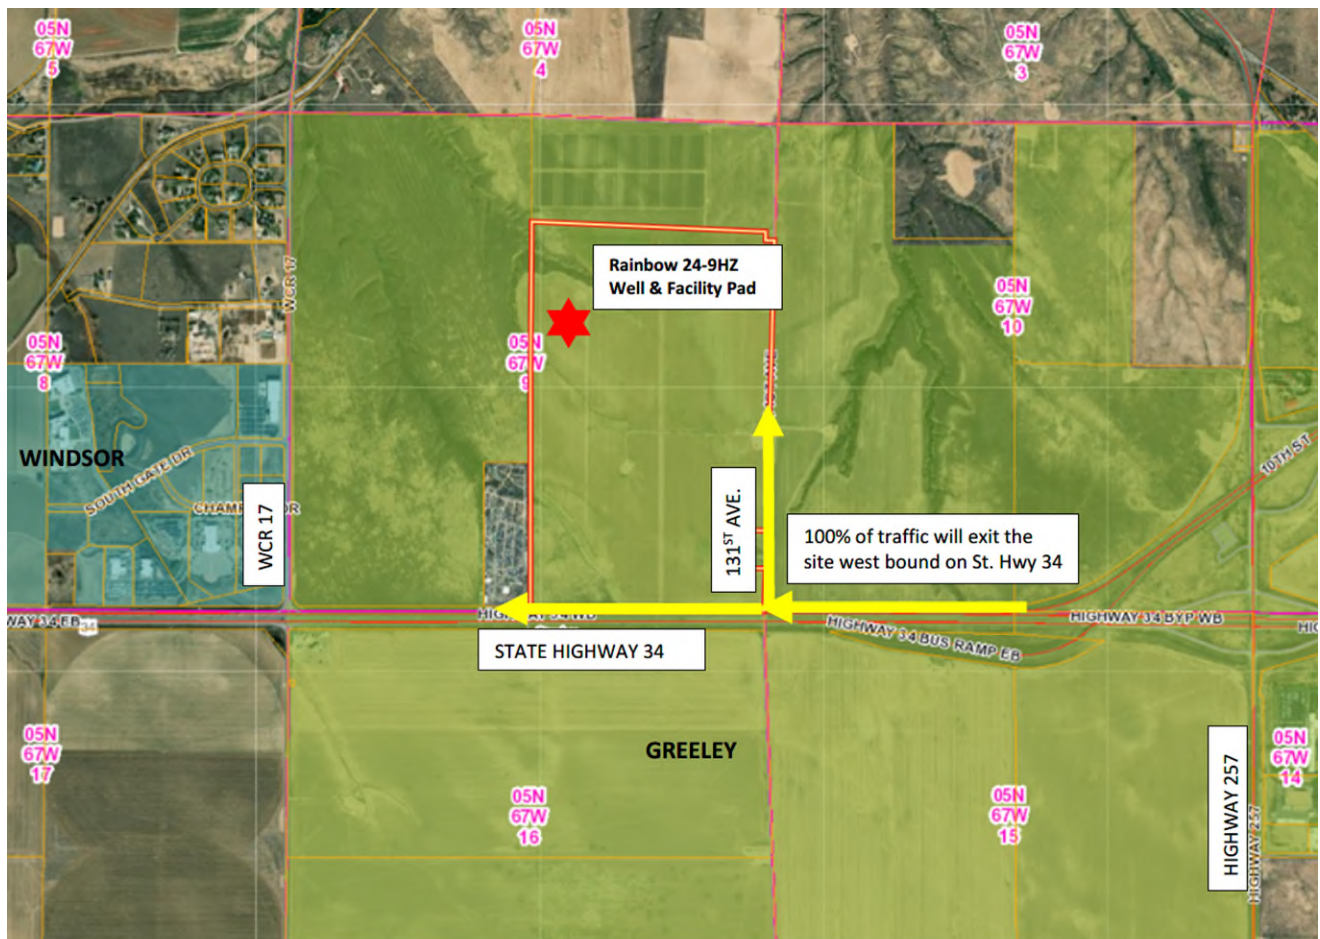 05N
67W
5
05N
67W
4
05N
67W
3
WCR 17
Rainbow 24-9HZ
Well & Facility Pad
05N
67W
8
05N
67W
9
05N
67W
10
WINDSOR
SOUTH GATE DR
WCR 17
131ST AVE.
100% of traffic will exit the
site west bound on St. Hwy 34
10TH ST
HIGHWAY 34 WB
HIGHWAY 34 BYP WB
WAY 34 EB
34
HIGHWAY 34 BUS RAMP EB
STATE HIGHWAY 34
05N
67W
17
GREELEY
05N
67W
16
05N
67W
15
05N
67W
14
HIGHWAY 257
HIGHWAY 257